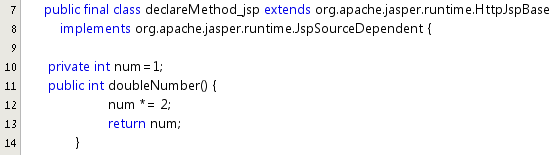 7 public final class declareMethod_jsp extends org.apache.jasper.runtime.HttpJspBase
8 implements org.apache.jasper.runtime.JspSourceDependent {
9
10 private int num=1;
11 public int doubleNumber() {
12 num *= 2;
13 return num;
14 }